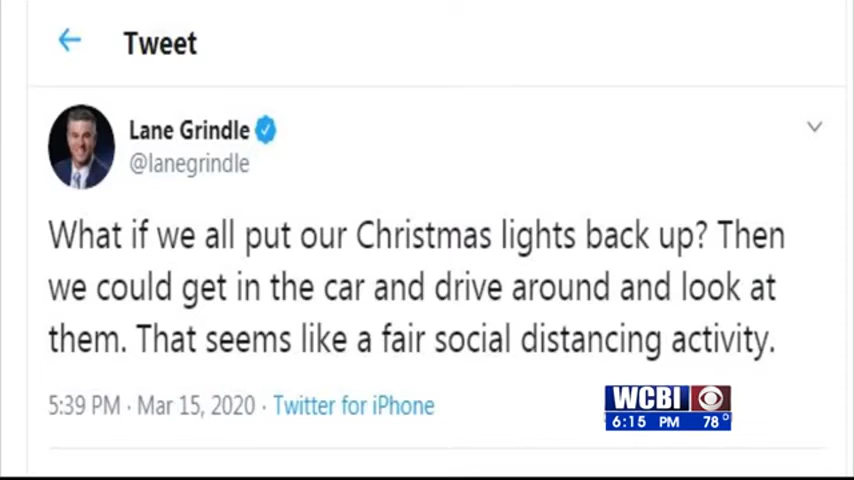 Tweet
Lane Grindle
@lanegrindle
What if we all put our Christmas lights back up? Then
we could get in the car and drive around and look at
them. That seems like a fair social distancing activity.
5:39 PM · Mar 15, 2020 · Twitter for iPhone
WCBI
6:15 PM 78°